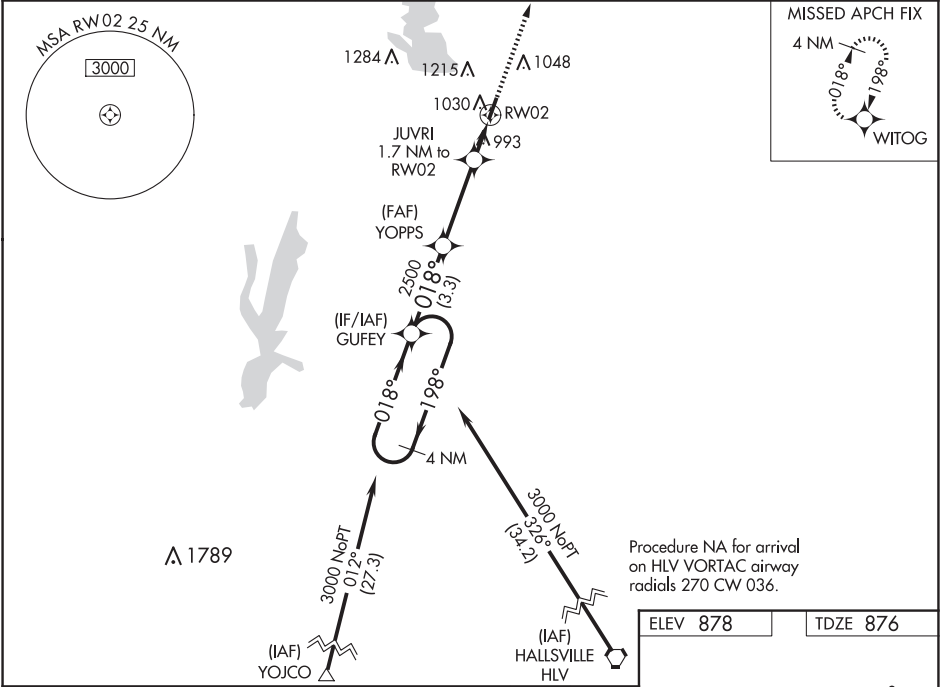 MSA RW02 25 NM
3000
1284
1215
1048
1030
RW02
993
JUVRI
1.7 NM to
RW02
(FAF)
YOPPS
2500
018°
(3.3)
(IF/IAF)
GUFEY
018°
198°
4 NM
1789
3000 NoPT
012°
(27.3)
(IAF)
YOJCO
3000 NoPT
326°
(34.2)
(IAF)
HALLSVILLE
HLV
Procedure NA for arrival
on HLV VORTAC airway
radials 270 CW 036.
MISSED APCH FIX
4 NM
018°
198°
WITOG
ELEV 878
TDZE 876